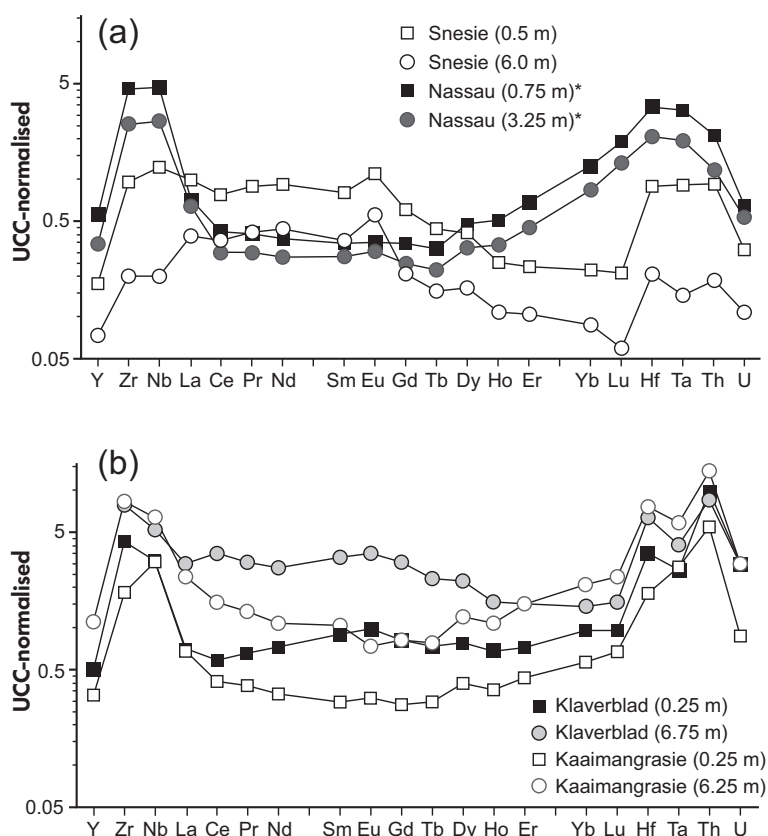 (a)
Snesie (0.5 m)
Snesie (6.0 m)
Nassau (0.75 m)*
Nassau (3.25 m)*
UCC-normalised
5
0.5
0.05
Y Zr Nb La Ce Pr Nd Sm Eu Gd Tb Dy Ho Er Yb Lu Hf Ta Th U
(b)
UCC-normalised
5
0.5
0.05
Klaverblad (0.25 m)
Klaverblad (6.75 m)
Kaaimangrasie (0.25 m)
Kaaimangrasie (6.25 m)
Y Zr Nb La Ce Pr Nd Sm Eu Gd Tb Dy Ho Er Yb Lu Hf Ta Th U